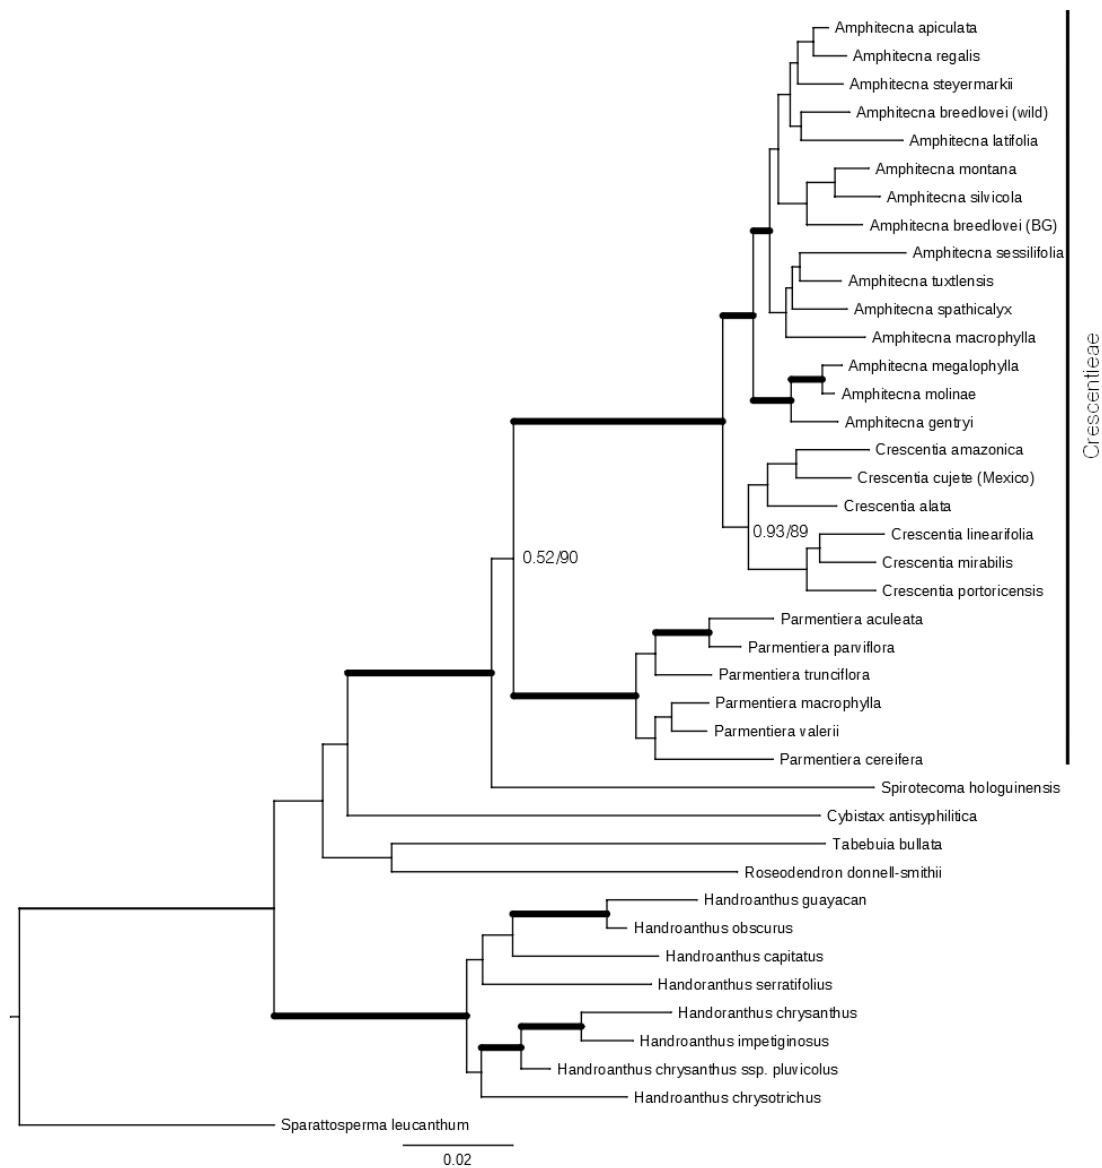 Amphitecna apiculata
Amphitecna regalis
Amphitecna steyermarkii
Amphitecna breedlovei (wild)
Amphitecna latifolia
Amphitecna montana
Amphitecna silvicola
Amphitecna breedlovei (BG)
Amphitecna sessilifolia
Amphitecna tuxtlensis
Amphitecna spathicalyx
Amphitecna macrophylla
Amphitecna megalophylla
Amphitecna molinae
Amphitecna gentryi
Crescentieae
Crescentia amazonica
Crescentia cujete (Mexico)
Crescentia alata
0.93/89
Crescentia linearifolia
0.52/90
Crescentia mirabilis
Crescentia portoricensis
Parmentiera aculeata
Parmentiera parviflora
Parmentiera trunciflora
Parmentiera macrophylla
Parmentiera valerii
Parmentiera cereifera
Spirotecoma hologuinensis
Cybistax antisyphilitica
Tabebuia bullata
Roseodendron donnell-smithii
Handroanthus guayacan
Handroanthus obscurus
Handroanthus capitatus
Handoranthus serratifolius
Handoranthus chrysanthus
Handroanthus impetiginosus
Handroanthus chrysanthus ssp. pluvicolus
Handroanthus chrysotrichus
Sparattosperma leucanthum
0.02